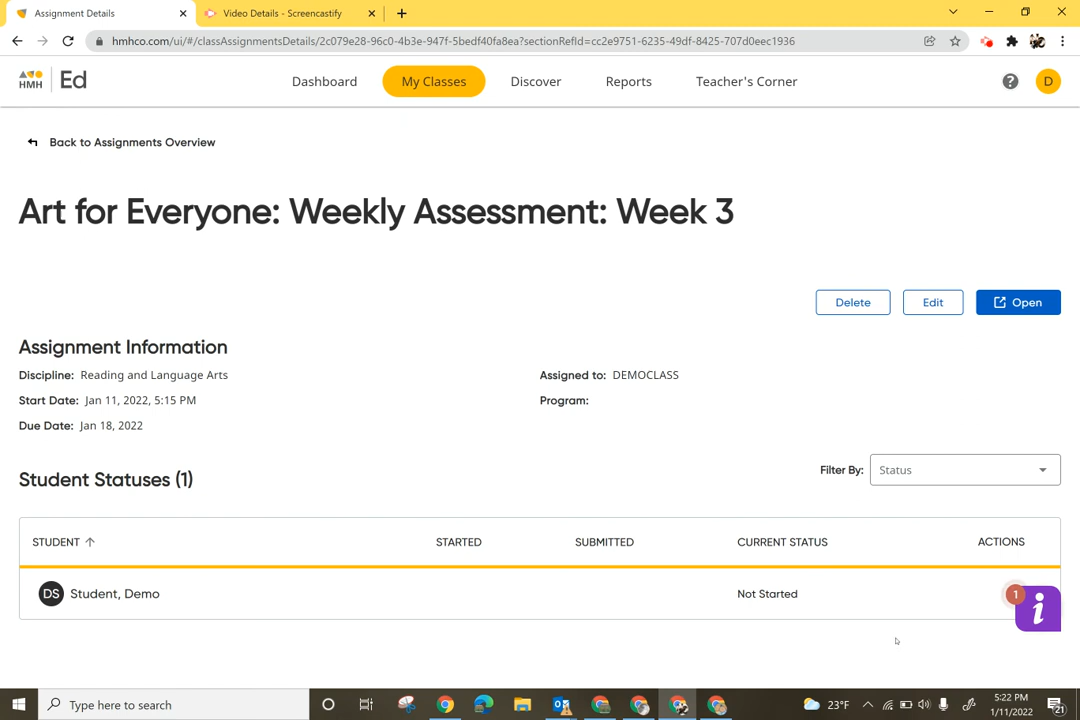 Assignment Details
Video Details - Screencastify
hmhco.com/ui/#/classAssignmentsDetails/2c079e28-96c0-4b3e-947f-5bedf40fa8ea?sectionRefId=cc2e9751-6235-49df-8425-707d0eec1936
HMH
Ed
Dashboard
My Classes
Discover
Reports
Teacher's Corner
?
D
Back to Assignments Overview
Art for Everyone: Weekly Assessment: Week 3
Delete
Edit
Open
Assignment Information
Discipline: Reading and Language Arts
Assigned to: DEMOCLASS
Start Date: Jan 11, 2022, 5:15 PM
Program:
Due Date: Jan 18, 2022
Student Statuses (1)
Filter By:
Status
STUDENT
STARTED
SUBMITTED
CURRENT STATUS
ACTIONS
DS
Student, Demo
Not Started
1
i
Type here to search
23°F
5:22 PM
1/11/2022
21